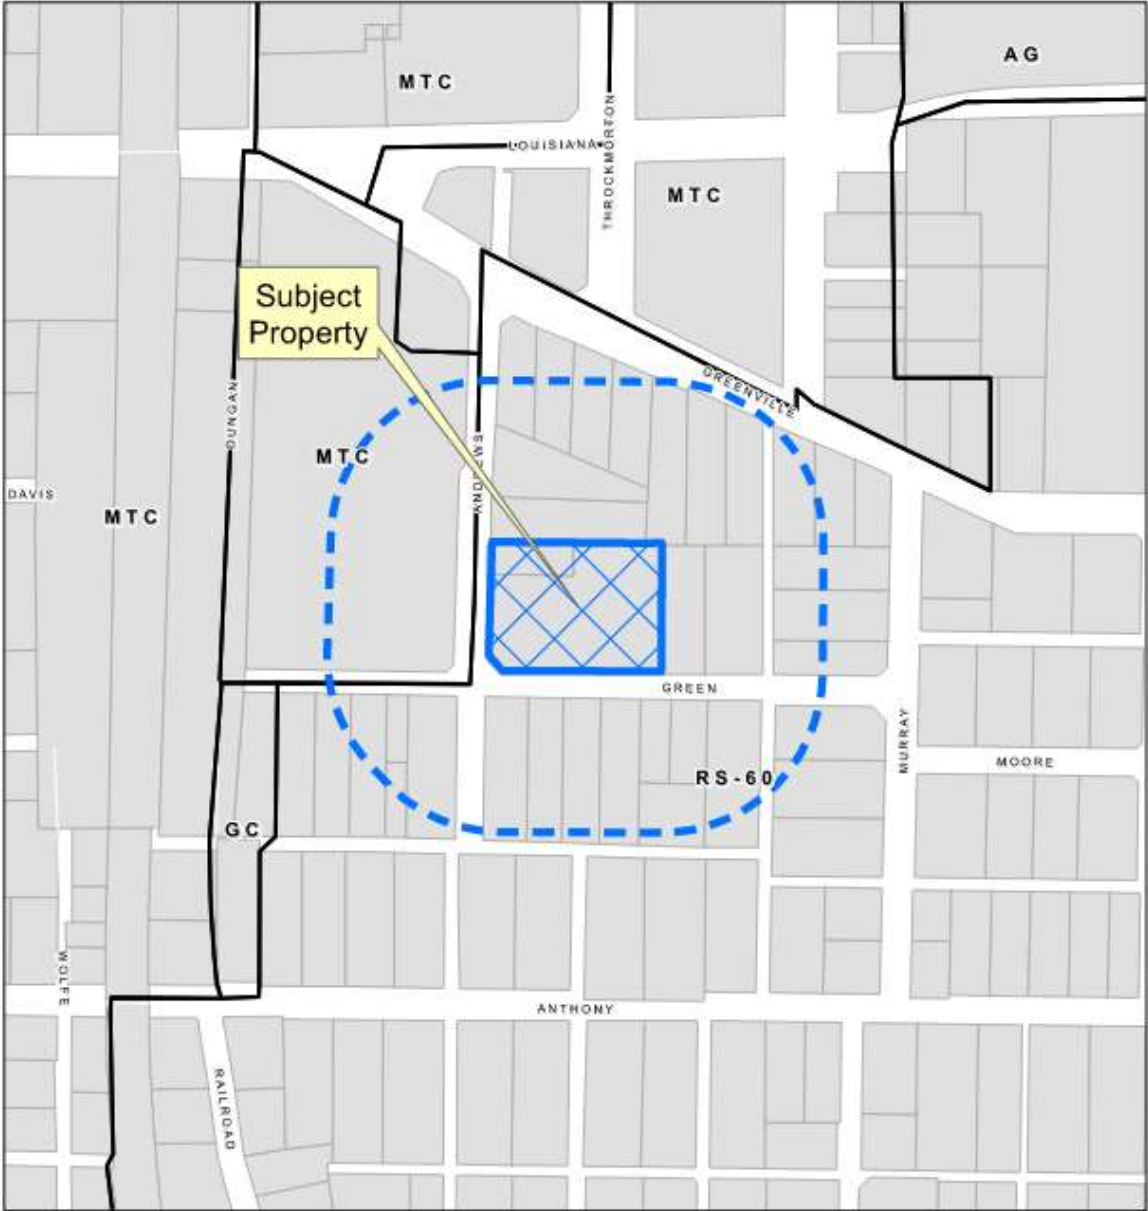 AG
MTC
LOUISIANA
THROCKMORTON
MTC
Subject
Property
GREENVILLE
DUNGAN
MTC
DAVIS
MTC
GREEN
MURRAY
MOORE
RS-60
GC
WOLFE
ANTHONY
RAILROAD